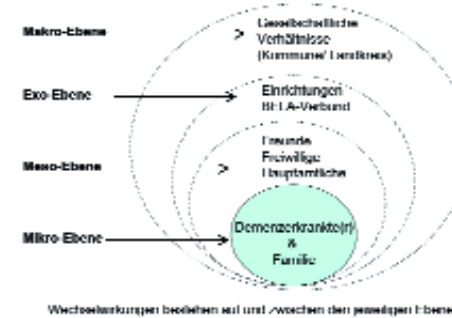 Makro-Ebene
Gesellschaftliche
Verhältnisse
(Kommune/ Landkreis)
Exo-Ebene
Einrichtungen
BELA-Verbund
Meso-Ebene
Freunde
Freiwillige
Hauptamtliche
Mikro-Ebene
Demenzerkrankte(r)
&
Familie
Wechselwirkungen bestehen auf und zwischen den jeweiligen Ebene